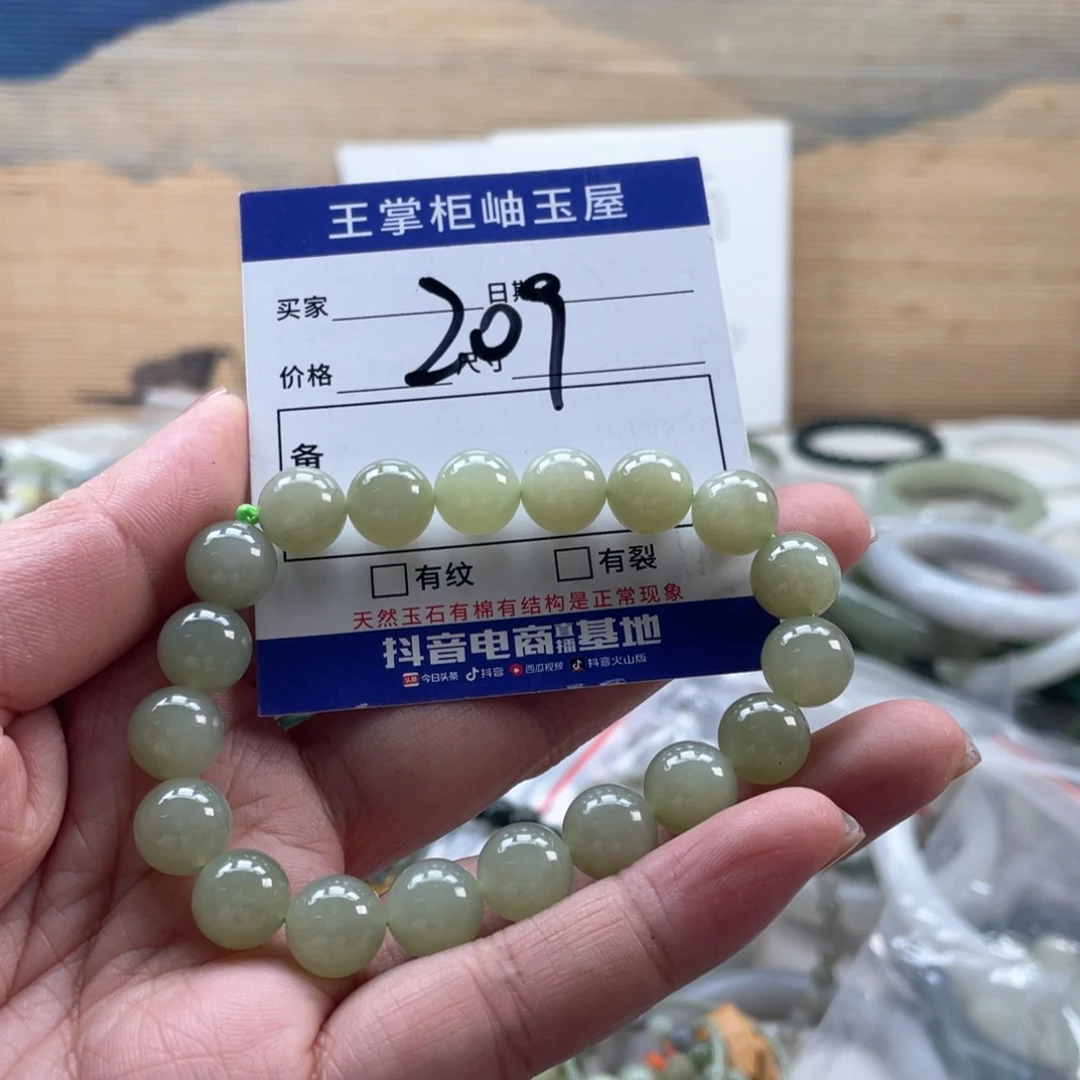 王掌柜岫玉屋
买家 日期
209
价格 尺寸
备
有纹 有裂
天然玉石有棉有结构是正常现象
抖音电商直播基地
头条 今日头条 抖音 西瓜视频 抖音火山版